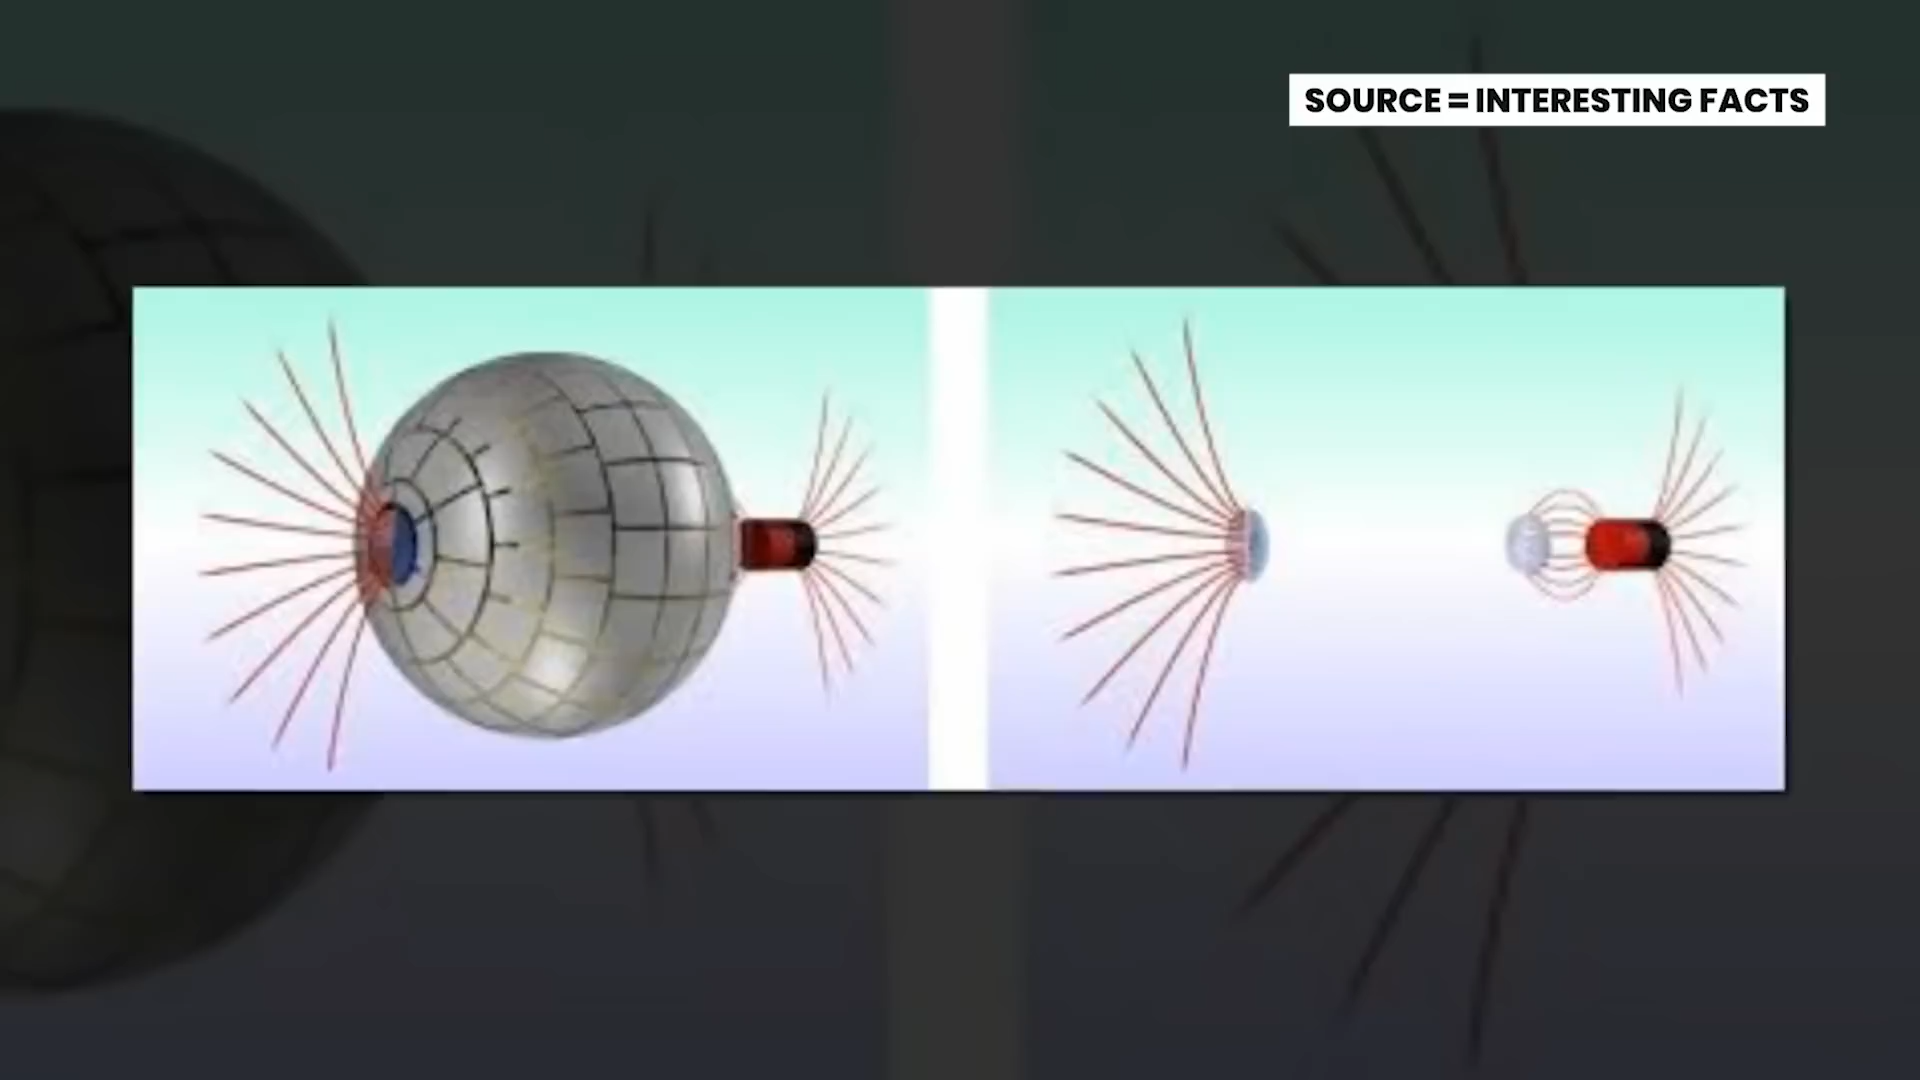 SOURCE = INTERESTING FACTS